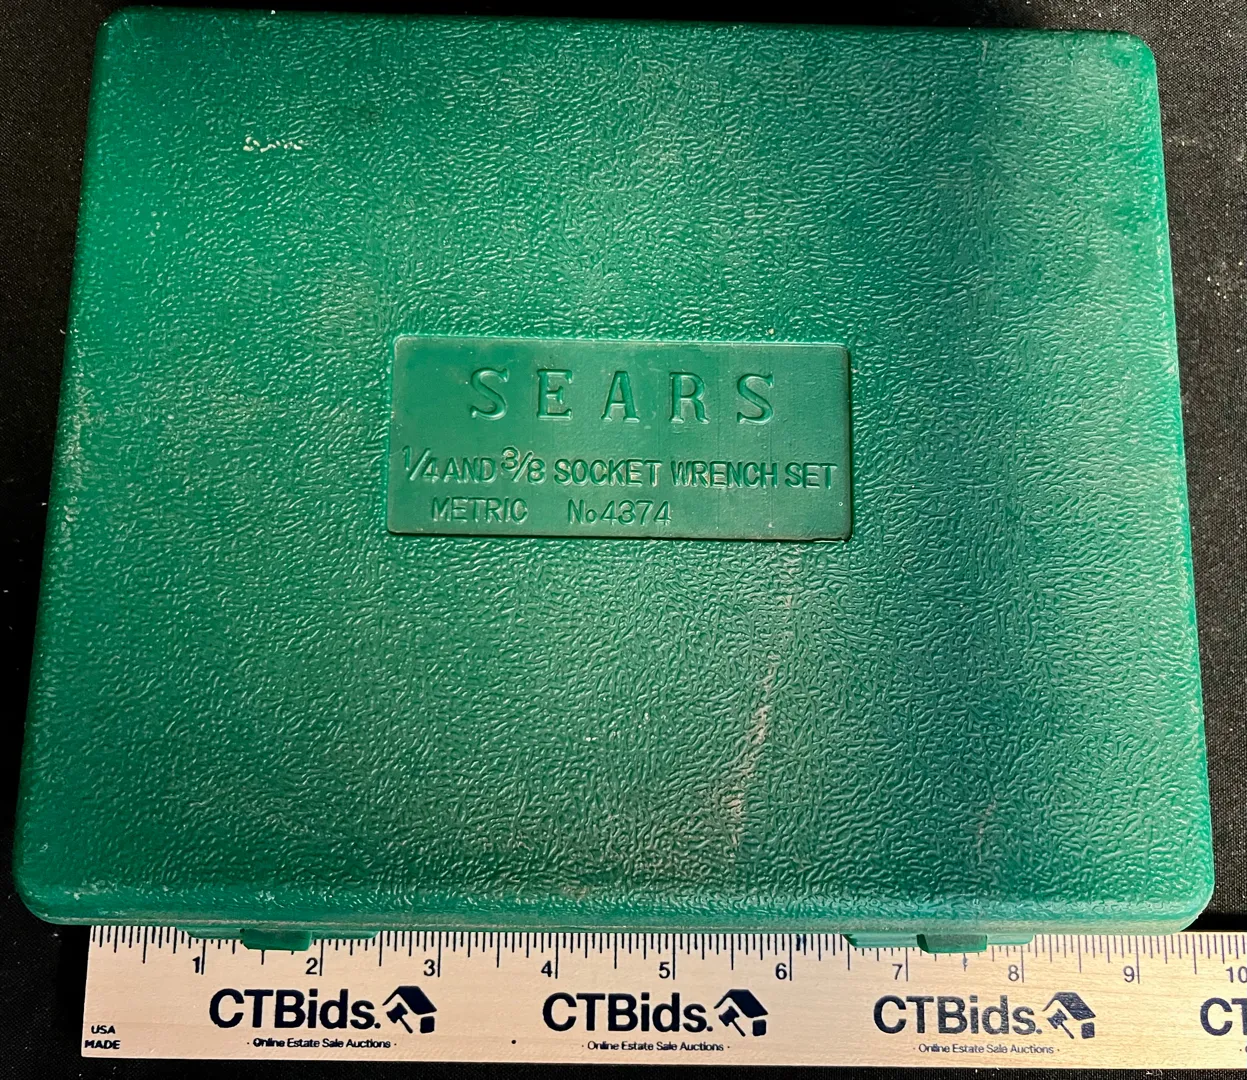 SEARS
1/4 AND 3/8 SOCKET WRENCH SET
METRIC No 4374
1 2 3 4 5 6 7 8 9 10
USA
MADE
CTBids.
· Online Estate Sale Auctions ·
CTBids.
· Online Estate Sale Auctions ·
CTBids.
· Online Estate Sale Auctions ·
CT